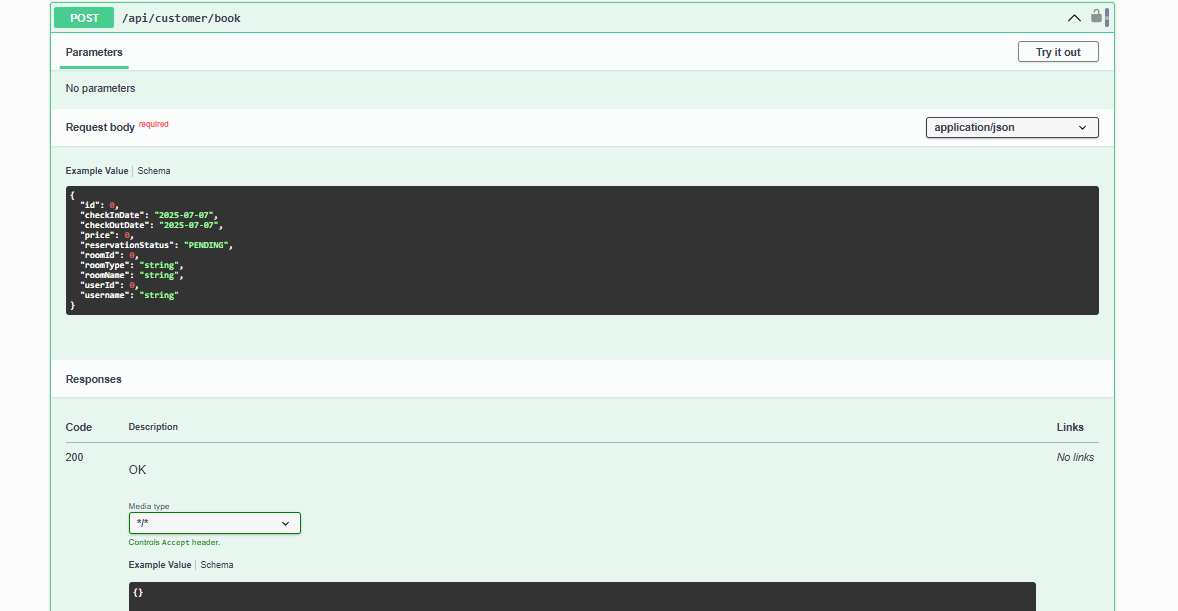 POST /api/customer/book
Parameters
Try it out
No parameters
Request body required
application/json
Example Value | Schema
{
"id": 0,
"checkInDate": "2025-07-07",
"checkOutDate": "2025-07-07",
"price": 0,
"reservationStatus": "PENDING",
"roomId": 0,
"roomType": "string",
"roomName": "string",
"userId": 0,
"username": "string"
}
Responses
Code Description Links
200 OK No links
Media type
*/*
Controls Accept header.
Example Value | Schema
{}